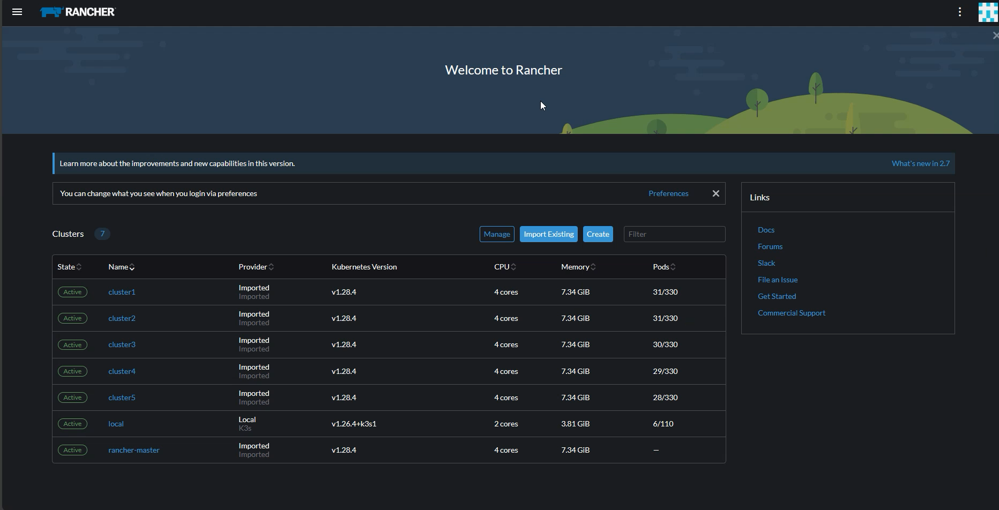 RANCHER
Welcome to Rancher
Learn more about the improvements and new capabilities in this version. What's new in 2.7
You can change what you see when you login via preferences Preferences
Clusters 7 Manage Import Existing Create Filter
State Name Provider Kubernetes Version CPU Memory Pods
Active cluster1 Imported Imported v1.28.4 4 cores 7.34 GiB 31/330
Active cluster2 Imported Imported v1.28.4 4 cores 7.34 GiB 31/330
Active cluster3 Imported Imported v1.28.4 4 cores 7.34 GiB 30/330
Active cluster4 Imported Imported v1.28.4 4 cores 7.34 GiB 29/330
Active cluster5 Imported Imported v1.28.4 4 cores 7.34 GiB 28/330
Active local Local K3s v1.26.4+k3s1 2 cores 3.81 GiB 6/110
Active rancher-master Imported Imported v1.28.4 4 cores 7.34 GiB —
Links
Docs
Forums
Slack
File an Issue
Get Started
Commercial Support